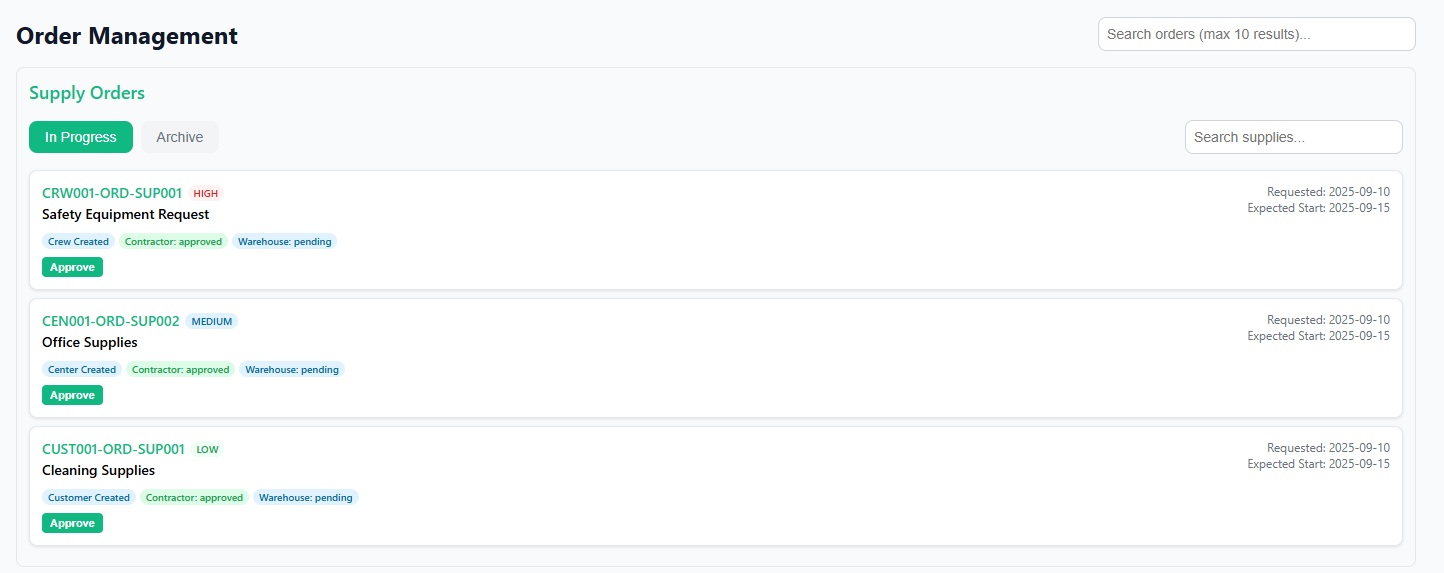 Order Management
Search orders (max 10 results)...
Supply Orders
In Progress
Archive
Search supplies...
CRW001-ORD-SUP001 HIGH
Requested: 2025-09-10
Safety Equipment Request
Expected Start: 2025-09-15
Crew Created Contractor: approved Warehouse: pending
Approve
CEN001-ORD-SUP002 MEDIUM
Requested: 2025-09-10
Office Supplies
Expected Start: 2025-09-15
Center Created Contractor: approved Warehouse: pending
Approve
CUST001-ORD-SUP001 LOW
Requested: 2025-09-10
Cleaning Supplies
Expected Start: 2025-09-15
Customer Created Contractor: approved Warehouse: pending
Approve